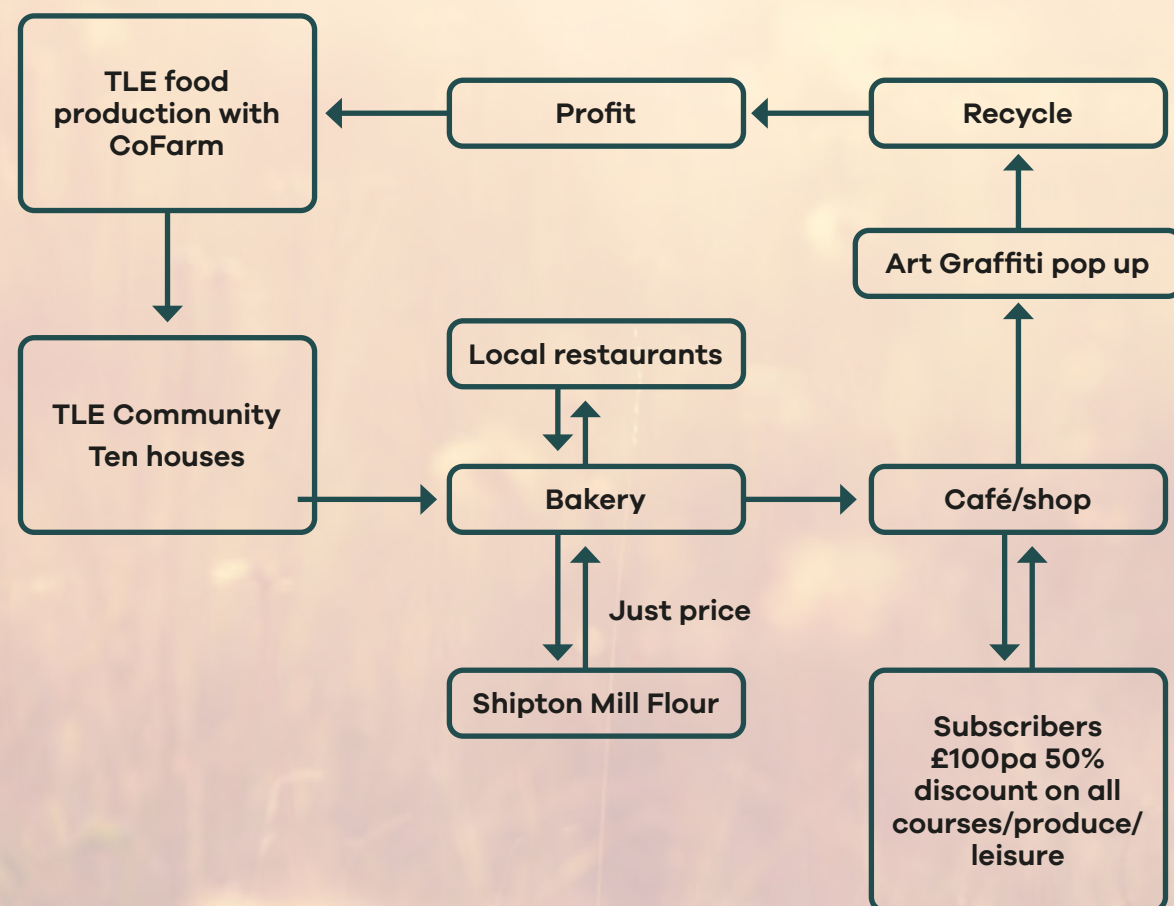 TLE food
production with
CoFarm
Profit
Recycle
Art Graffiti pop up
Local restaurants
TLE Community
Ten houses
Bakery
Café/shop
Just price
Shipton Mill Flour
Subscribers
£100pa 50%
discount on all
courses/produce/
leisure